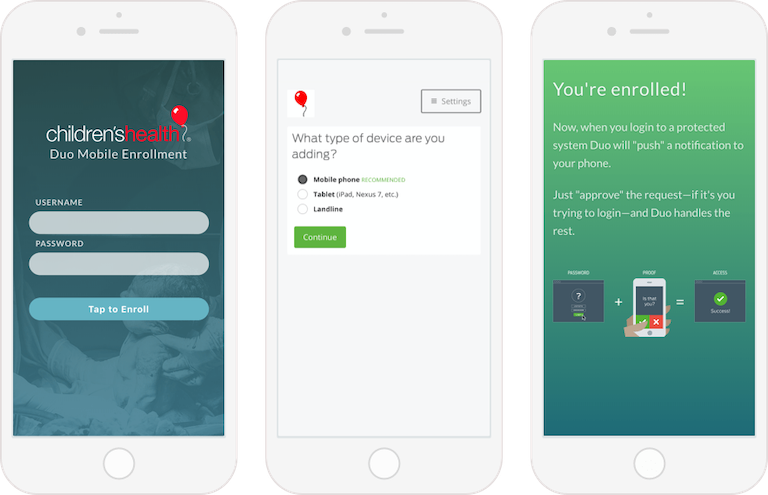 children'shealth®
Duo Mobile Enrollment
USERNAME
PASSWORD
Tap to Enroll
Settings
What type of device are you
adding?
Mobile phone RECOMMENDED
Tablet (iPad, Nexus 7, etc.)
Landline
Continue
You're enrolled!
Now, when you login to a protected
system Duo will "push" a notification to
your phone.
Just "approve" the request—if it's you
trying to login—and Duo handles the
rest.
PASSWORD
PROOF
ACCESS
?
Is that
you?
+
=
Success!